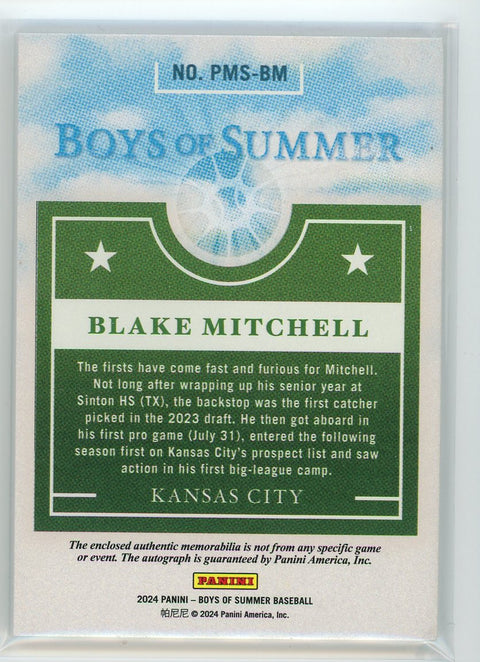 NO. PMS-BM
BOYS OF SUMMER
BLAKE MITCHELL
The firsts have come fast and furious for Mitchell.
Not long after wrapping up his senior year at
Sinton HS (TX), the backstop was the first catcher
picked in the 2023 draft. He then got aboard in
his first pro game (July 31), entered the following
season first on Kansas City's prospect list and saw
action in his first big-league camp.
KANSAS CITY
The enclosed authentic memorabilia is not from any specific game
or event. The autograph is guaranteed by Panini America, Inc.
PANINI
2024 PANINI – BOYS OF SUMMER BASEBALL
帕尼尼 © 2024 Panini America, Inc.